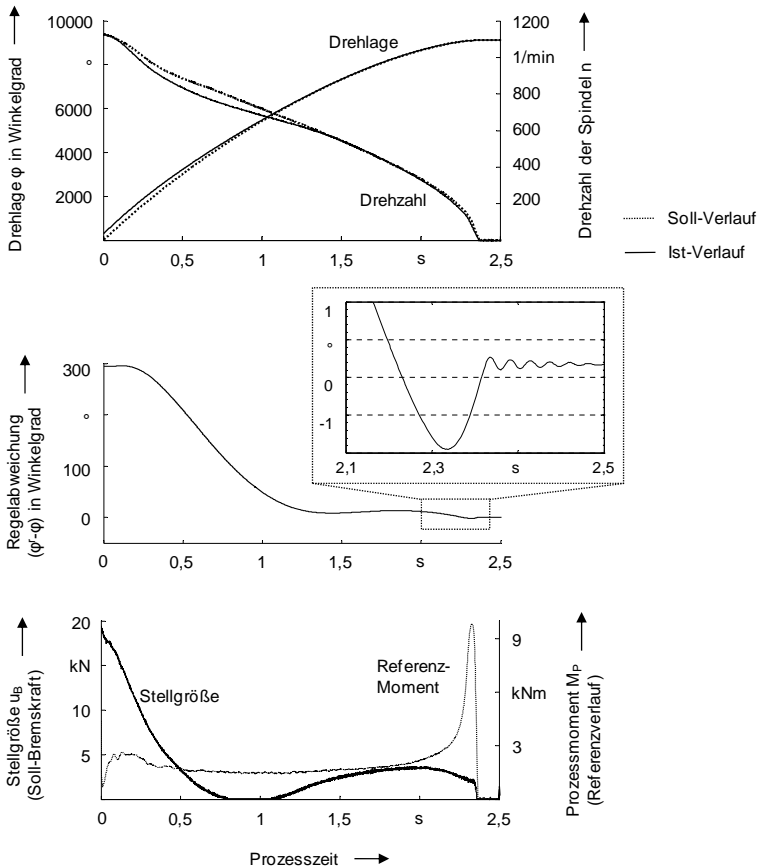 10000
°
6000
4000
2000
Drehlage φ in Winkelgrad
1200
1/min
800
600
400
200
Drehzahl der Spindel n
Drehlage
Drehzahl
0
0,5
1
1,5
s
2,5
Soll-Verlauf
Ist-Verlauf
300
°
100
0
Regelabweichung
(φʳ-φ) in Winkelgrad
0
0,5
1
1,5
s
2,5
1
°
0
-1
2,1
2,3
s
2,5
20
kN
10
5
Stellgröße u_B
(Soll-Bremskraft)
9
kNm
3
Prozessmoment M_P
(Referenzverlauf)
Stellgröße
Referenz-
Moment
0
0,5
1
1,5
s
2,5
Prozesszeit